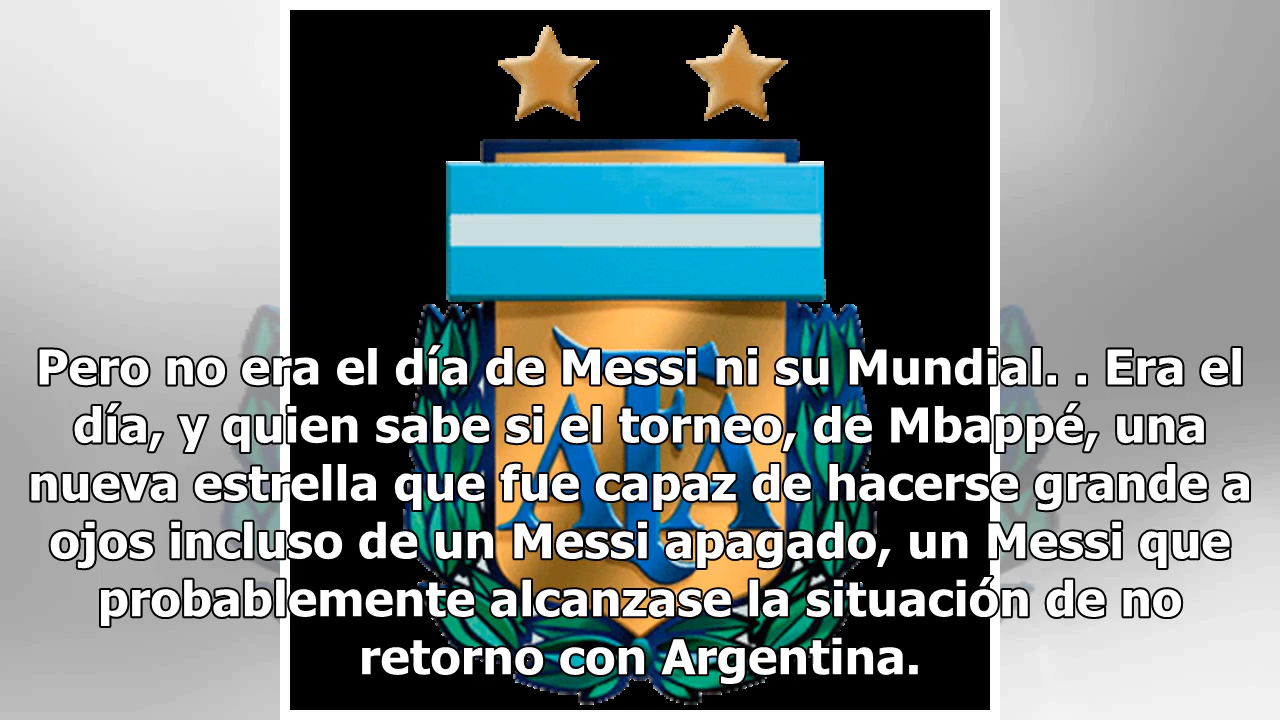 AFA
Pero no era el día de Messi ni su Mundial. . Era el
día, y quien sabe si el torneo, de Mbappé, una
nueva estrella que fue capaz de hacerse grande a
ojos incluso de un Messi apagado, un Messi que
probablemente alcanzase la situación de no
retorno con Argentina.